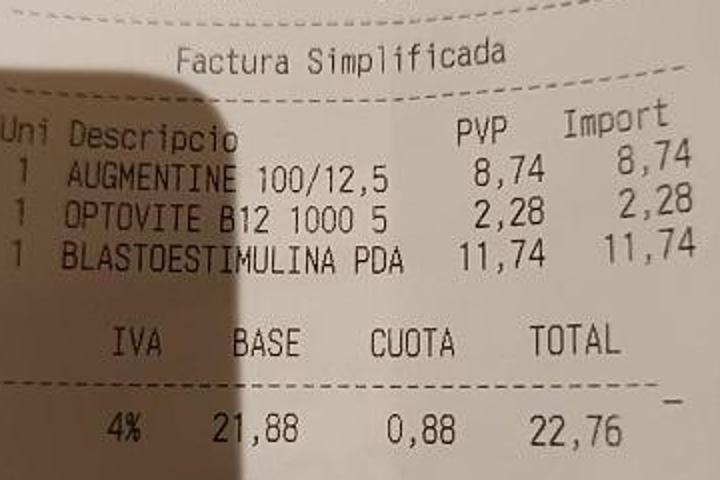 Factura Simplificada
Uni Descripcio PVP Import
1 AUGMENTINE 100/12,5 8,74 8,74
1 OPTOVITE B12 1000 5 2,28 2,28
1 BLASTOESTIMULINA PDA 11,74 11,74
IVA BASE CUOTA TOTAL
4% 21,88 0,88 22,76